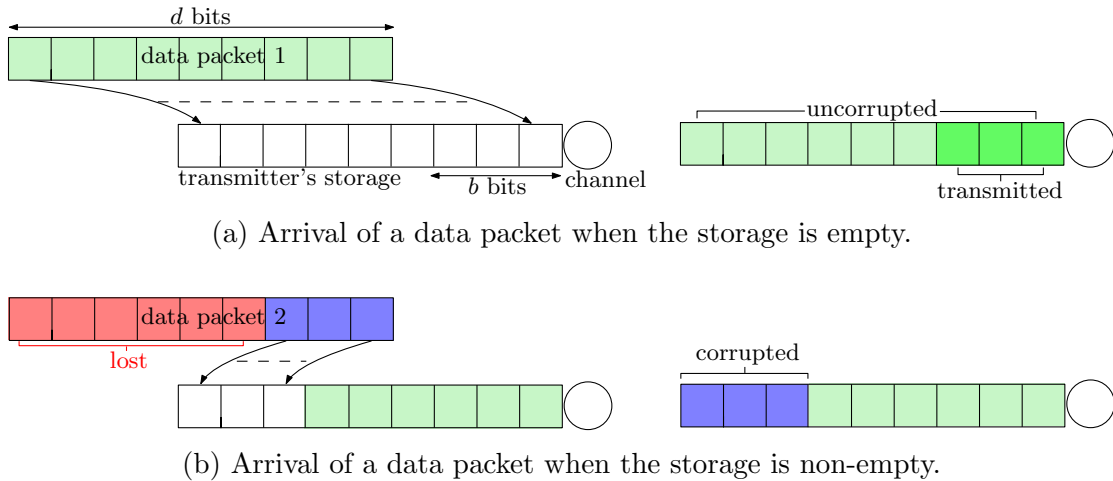 d bits
data packet 1
uncorrupted
transmitter's storage
b bits
channel
transmitted
(a) Arrival of a data packet when the storage is empty.
data packet 2
lost
corrupted
(b) Arrival of a data packet when the storage is non-empty.